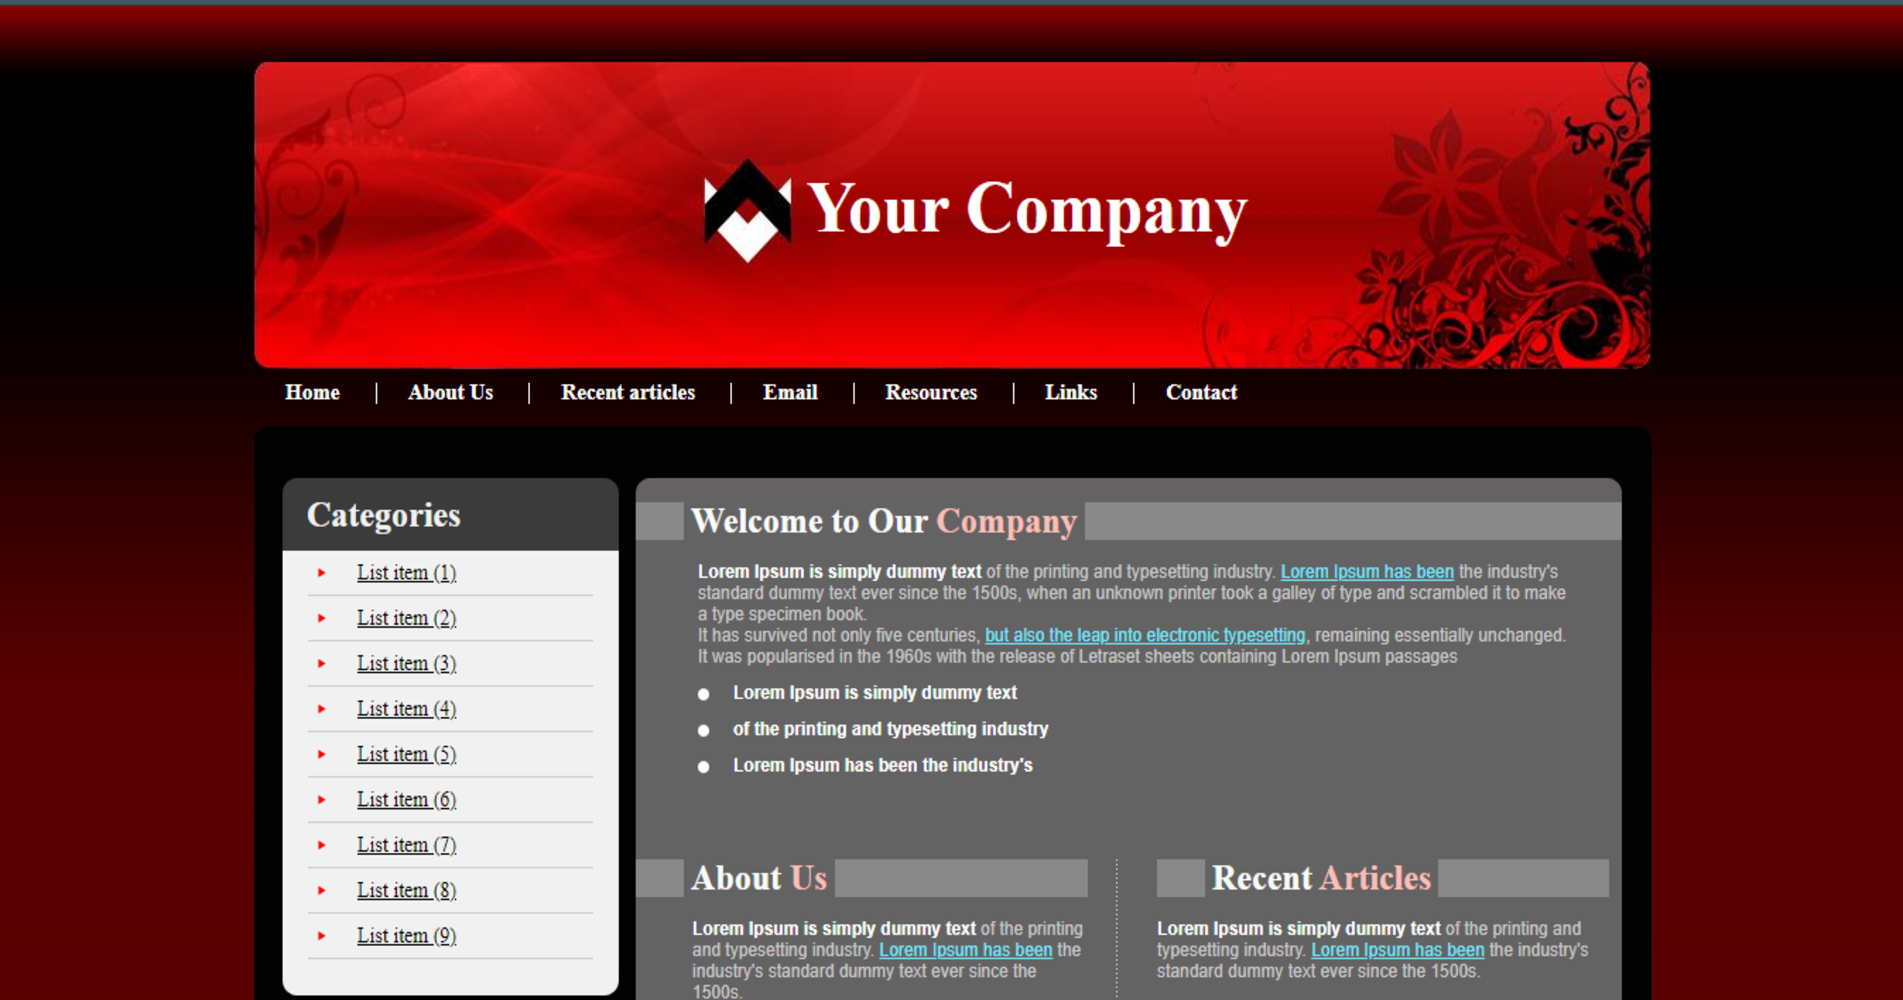 Your Company
Home
About Us
Recent articles
Email
Resources
Links
Contact
Categories
List item (1)
List item (2)
List item (3)
List item (4)
List item (5)
List item (6)
List item (7)
List item (8)
List item (9)
Welcome to Our Company
Lorem Ipsum is simply dummy text of the printing and typesetting industry. Lorem Ipsum has been the industry's
standard dummy text ever since the 1500s, when an unknown printer took a galley of type and scrambled it to make
a type specimen book.
It has survived not only five centuries, but also the leap into electronic typesetting, remaining essentially unchanged.
It was popularised in the 1960s with the release of Letraset sheets containing Lorem Ipsum passages
Lorem Ipsum is simply dummy text
of the printing and typesetting industry
Lorem Ipsum has been the industry's
About Us
Lorem Ipsum is simply dummy text of the printing
and typesetting industry. Lorem Ipsum has been the
industry's standard dummy text ever since the
1500s.
Recent Articles
Lorem Ipsum is simply dummy text of the printing and
typesetting industry. Lorem Ipsum has been the industry's
standard dummy text ever since the 1500s.